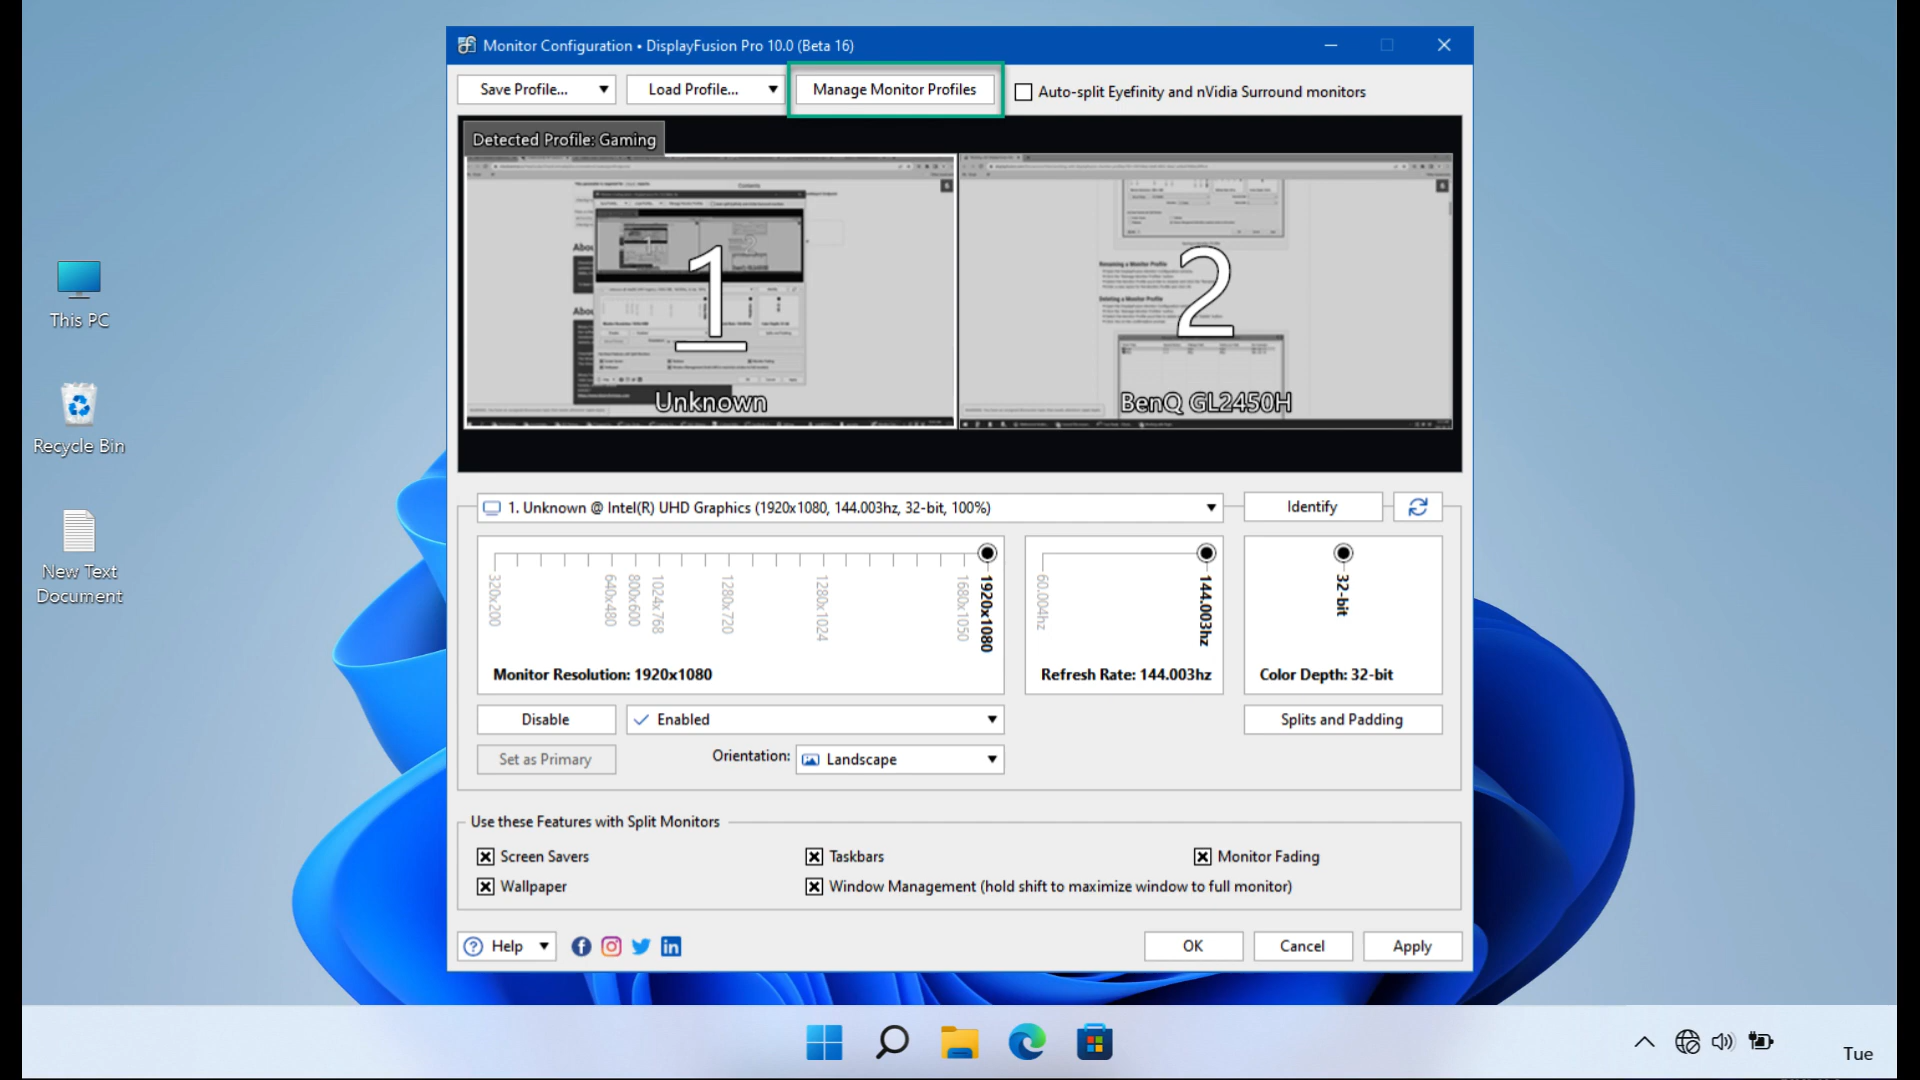 Monitor Configuration • DisplayFusion Pro 10.0 (Beta 16)
Save Profile...
Load Profile...
Manage Monitor Profiles
Auto-split Eyefinity and nVidia Surround monitors
Detected Profile: Gaming
1
2
Unknown
BenQ GL2450H
This PC
Recycle Bin
New Text
Document
1. Unknown @ Intel(R) UHD Graphics (1920x1080, 144.003hz, 32-bit, 100%)
Identify
320x200
640x480
800x600
1024x768
1280x720
1280x1024
1680x1050
1920x1080
Monitor Resolution: 1920x1080
60.004hz
144.003hz
Refresh Rate: 144.003hz
32-bit
Color Depth: 32-bit
Disable
Enabled
Splits and Padding
Set as Primary
Orientation:
Landscape
Use these Features with Split Monitors
Screen Savers
Taskbars
Monitor Fading
Wallpaper
Window Management (hold shift to maximize window to full monitor)
Help
OK
Cancel
Apply
Tue